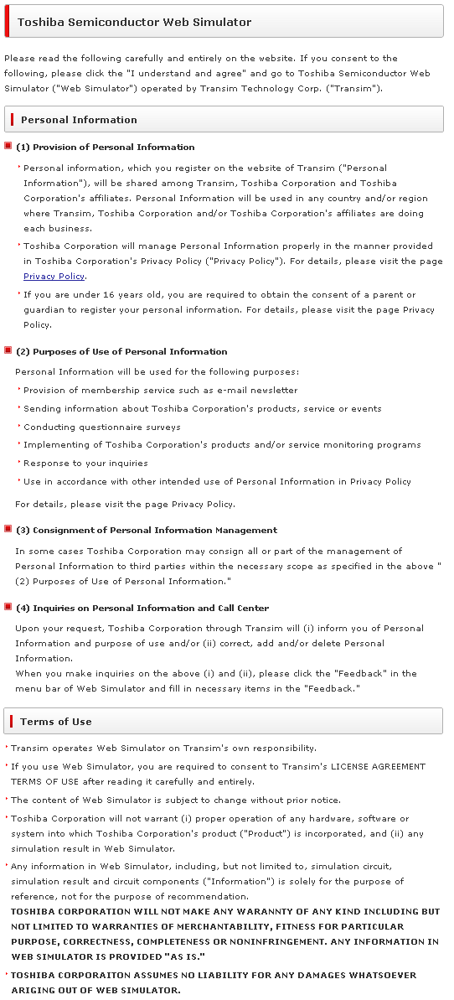 Toshiba Semiconductor Web Simulator
Please read the following carefully and entirely on the website. If you consent to the
following, please click the "I understand and agree" and go to Toshiba Semiconductor Web
Simulator ("Web Simulator") operated by Transim Technology Corp. ("Transim").
Personal Information
(1) Provision of Personal Information
Personal information, which you register on the website of Transim ("Personal
Information"), will be shared among Transim, Toshiba Corporation and Toshiba
Corporation's affiliates. Personal Information will be used in any country and/or region
where Transim, Toshiba Corporation and/or Toshiba Corporation's affiliates are doing
each business.
Toshiba Corporation will manage Personal Information properly in the manner provided
in Toshiba Corporation's Privacy Policy ("Privacy Policy"). For details, please visit the page
Privacy Policy.
If you are under 16 years old, you are required to obtain the consent of a parent or
guardian to register your personal information. For details, please visit the page Privacy
Policy.
(2) Purposes of Use of Personal Information
Personal Information will be used for the following purposes:
Provision of membership service such as e-mail newsletter
Sending information about Toshiba Corporation's products, service or events
Conducting questionnaire surveys
Implementing of Toshiba Corporation's products and/or service monitoring programs
Response to your inquiries
Use in accordance with other intended use of Personal Information in Privacy Policy
For details, please visit the page Privacy Policy.
(3) Consignment of Personal Information Management
In some cases Toshiba Corporation may consign all or part of the management of
Personal Information to third parties within the necessary scope as specified in the above "
(2) Purposes of Use of Personal Information."
(4) Inquiries on Personal Information and Call Center
Upon your request, Toshiba Corporation through Transim will (i) inform you of Personal
Information and purpose of use and/or (ii) correct, add and/or delete Personal
Information.
When you make inquiries on the above (i) and (ii), please click the "Feedback" in the
menu bar of Web Simulator and fill in necessary items in the "Feedback."
Terms of Use
Transim operates Web Simulator on Transim's own responsibility.
If you use Web Simulator, you are required to consent to Transim's LICENSE AGREEMENT
TERMS OF USE after reading it carefully and entirely.
The content of Web Simulator is subject to change without prior notice.
Toshiba Corporation will not warrant (i) proper operation of any hardware, software or
system into which Toshiba Corporation's product ("Product") is incorporated, and (ii) any
simulation result in Web Simulator.
Any information in Web Simulator, including, but not limited to, simulation circuit,
simulation result and circuit components ("Information") is solely for the purpose of
reference, not for the purpose of recommendation.
TOSHIBA CORPORATION WILL NOT MAKE ANY WARANNTY OF ANY KIND INCLUDING BUT
NOT LIMITED TO WARRANTIES OF MERCHANTABILITY, FITNESS FOR PARTICULAR
PURPOSE, CORRECTNESS, COMPLETENESS OR NONINFRINGEMENT. ANY INFORMATION IN
WEB SIMULATOR IS PROVIDED "AS IS."
TOSHIBA CORPORAITON ASSUMES NO LIABILITY FOR ANY DAMAGES WHATSOEVER
ARIGING OUT OF WEB SIMULATOR.